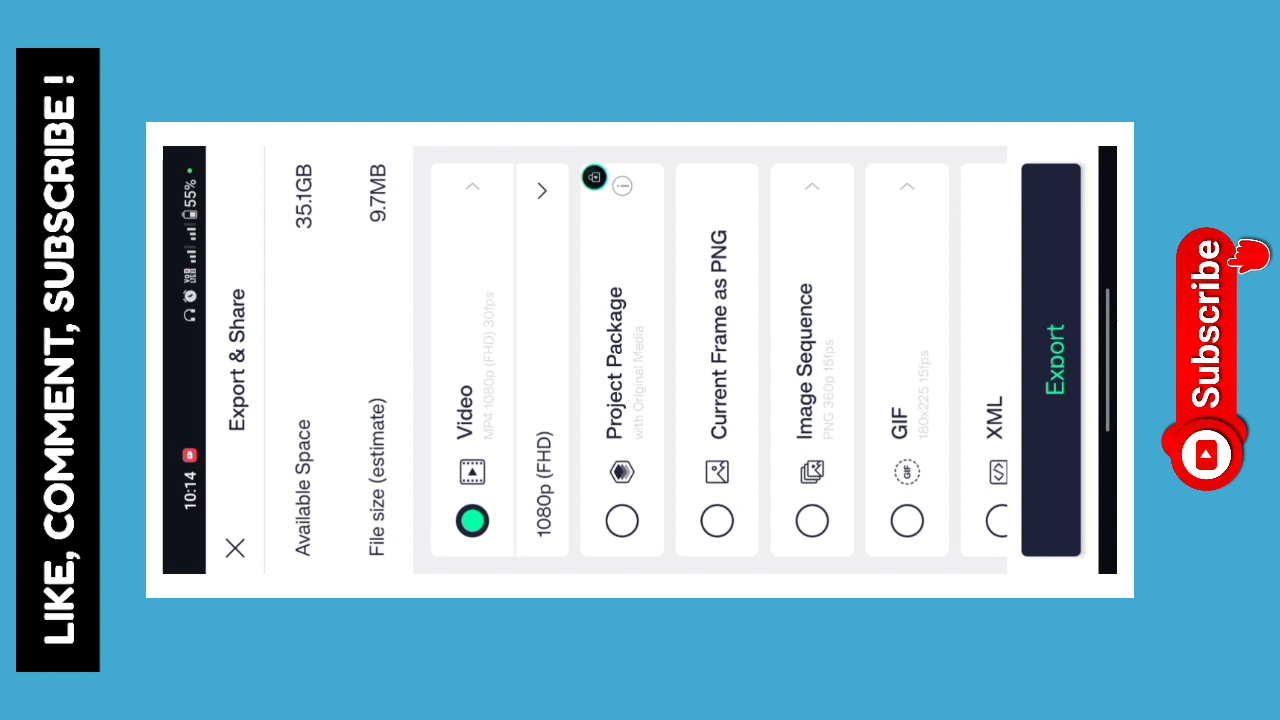 LIKE, COMMENT, SUBSCRIBE !
10:14
55%
Export & Share
Available Space 35.1GB
File size (estimate) 9.7MB
Video
MP4 1080p (FHD) 30fps
1080p (FHD)
Project Package
with Original Media
Current Frame as PNG
Image Sequence
PNG 360p 15fps
GIF
GIF
180x225 15fps
XML
Export
Subscribe